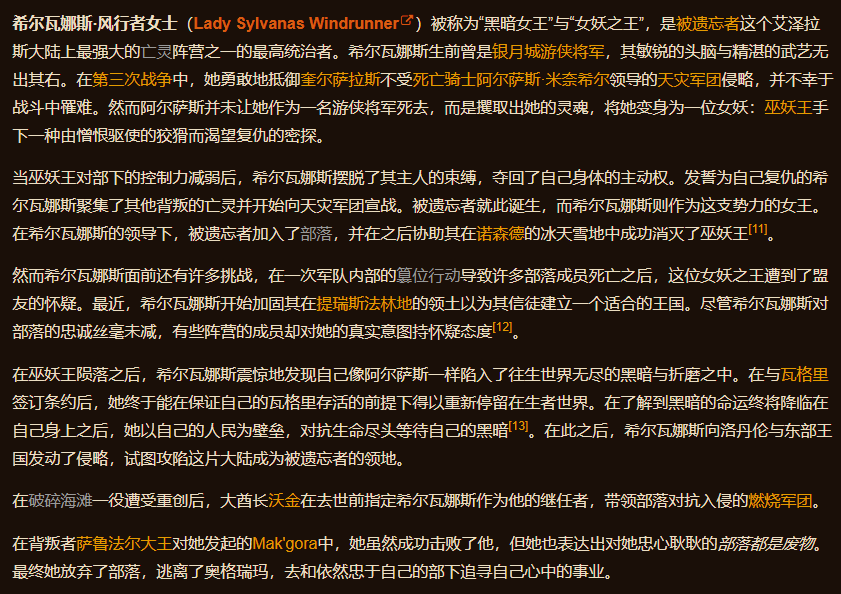 希尔瓦娜斯·风行者女士（Lady Sylvanas Windrunner）被称为“黑暗女王”与“女妖之王”，是被遗忘者这个艾泽拉
斯大陆上最强大的亡灵阵营之一的最高统治者。希尔瓦娜斯生前曾是银月城游侠将军，其敏锐的头脑与精湛的武艺无
出其右。在第三次战争中，她勇敢地抵御奎尔萨拉斯不受死亡骑士阿尔萨斯·米奈希尔领导的天灾军团侵略，并不幸于
战斗中罹难。然而阿尔萨斯并未让她作为一名游侠将军死去，而是攫取出她的灵魂，将她变身为一位女妖：巫妖王手
下一种由憎恨驱使的狡猾而渴望复仇的密探。
当巫妖王对部下的控制力减弱后，希尔瓦娜斯摆脱了其主人的束缚，夺回了自己身体的主动权。发誓为自己复仇的希
尔瓦娜斯聚集了其他背叛的亡灵并开始向天灾军团宣战。被遗忘者就此诞生，而希尔瓦娜斯则作为这支势力的女王。
在希尔瓦娜斯的领导下，被遗忘者加入了部落，并在之后协助其在诺森德的冰天雪地中成功消灭了巫妖王[11]。
然而希尔瓦娜斯面前还有许多挑战，在一次军队内部的篡位行动导致许多部落成员死亡之后，这位女妖之王遭到了盟
友的怀疑。最近，希尔瓦娜斯开始加固其在提瑞斯法林地的领土以为其信徒建立一个适合的王国。尽管希尔瓦娜斯对
部落的忠诚丝毫未减，有些阵营的成员却对她的真实意图持怀疑态度[12]。
在巫妖王陨落之后，希尔瓦娜斯震惊地发现自己像阿尔萨斯一样陷入了往生世界无尽的黑暗与折磨之中。在与瓦格里
签订条约后，她终于能在保证自己的瓦格里存活的前提下得以重新停留在生者世界。在了解到黑暗的命运终将降临在
自己身上之后，她以自己的人民为壁垒，对抗生命尽头等待自己的黑暗[13]。在此之后，希尔瓦娜斯向洛丹伦与东部王
国发动了侵略，试图攻陷这片大陆成为被遗忘者的领地。
在破碎海滩一役遭受重创后，大酋长沃金在去世前指定希尔瓦娜斯作为他的继任者，带领部落对抗入侵的燃烧军团。
在背叛者萨鲁法尔大王对她发起的Mak'gora中，她虽然成功击败了他，但她也表达出对她忠心耿耿的部落都是废物。
最终她放弃了部落，逃离了奥格瑞玛，去和依然忠于自己的部下追寻自己心中的事业。